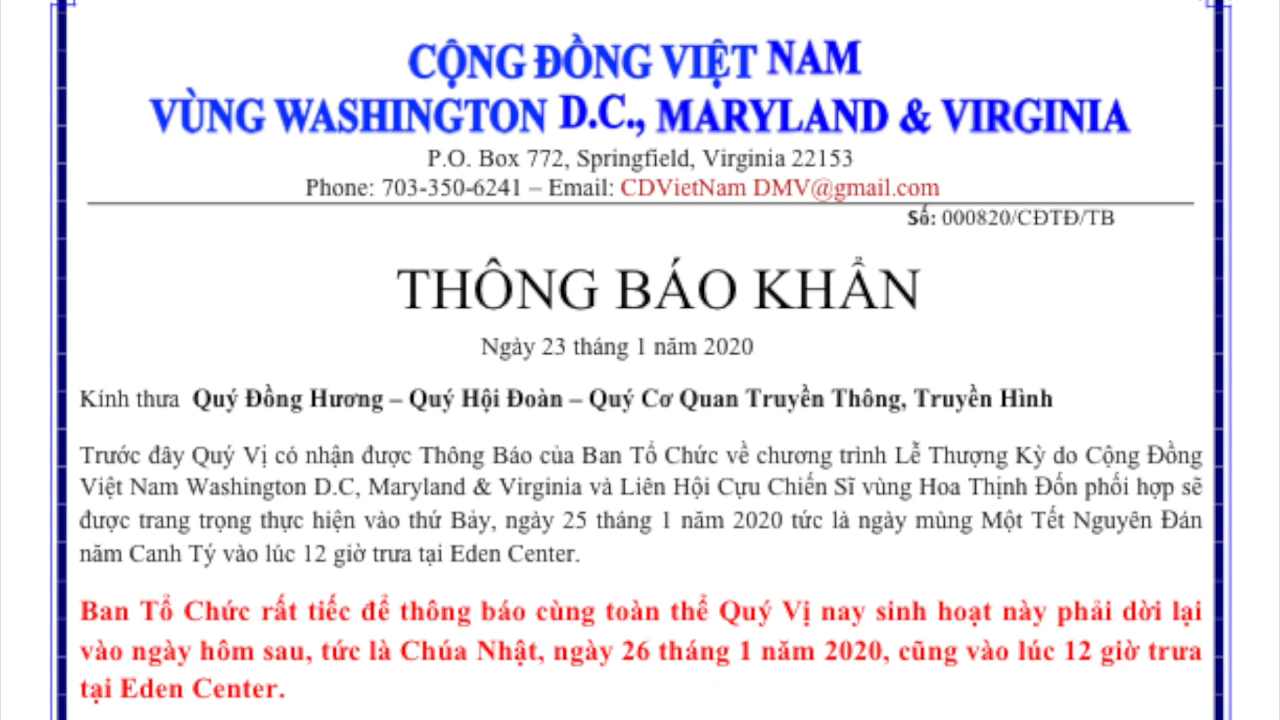 CỘNG ĐỒNG VIỆT NAM
VÙNG WASHINGTON D.C., MARYLAND & VIRGINIA
P.O. Box 772, Springfield, Virginia 22153
Phone: 703-350-6241 – Email: CDVietNam DMV@gmail.com
Số: 000820/CĐTĐ/TB
THÔNG BÁO KHẨN
Ngày 23 tháng 1 năm 2020
Kính thưa Quý Đồng Hương – Quý Hội Đoàn – Quý Cơ Quan Truyền Thông, Truyền Hình
Trước đây Quý Vị có nhận được Thông Báo của Ban Tổ Chức về chương trình Lễ Thượng Kỳ do Cộng Đồng
Việt Nam Washington D.C, Maryland & Virginia và Liên Hội Cựu Chiến Sĩ vùng Hoa Thịnh Đốn phối hợp sẽ
được trang trọng thực hiện vào thứ Bảy, ngày 25 tháng 1 năm 2020 tức là ngày mùng Một Tết Nguyên Đán
năm Canh Tý vào lúc 12 giờ trưa tại Eden Center.
Ban Tổ Chức rất tiếc để thông báo cùng toàn thể Quý Vị nay sinh hoạt này phải dời lại
vào ngày hôm sau, tức là Chúa Nhật, ngày 26 tháng 1 năm 2020, cũng vào lúc 12 giờ trưa
tại Eden Center.